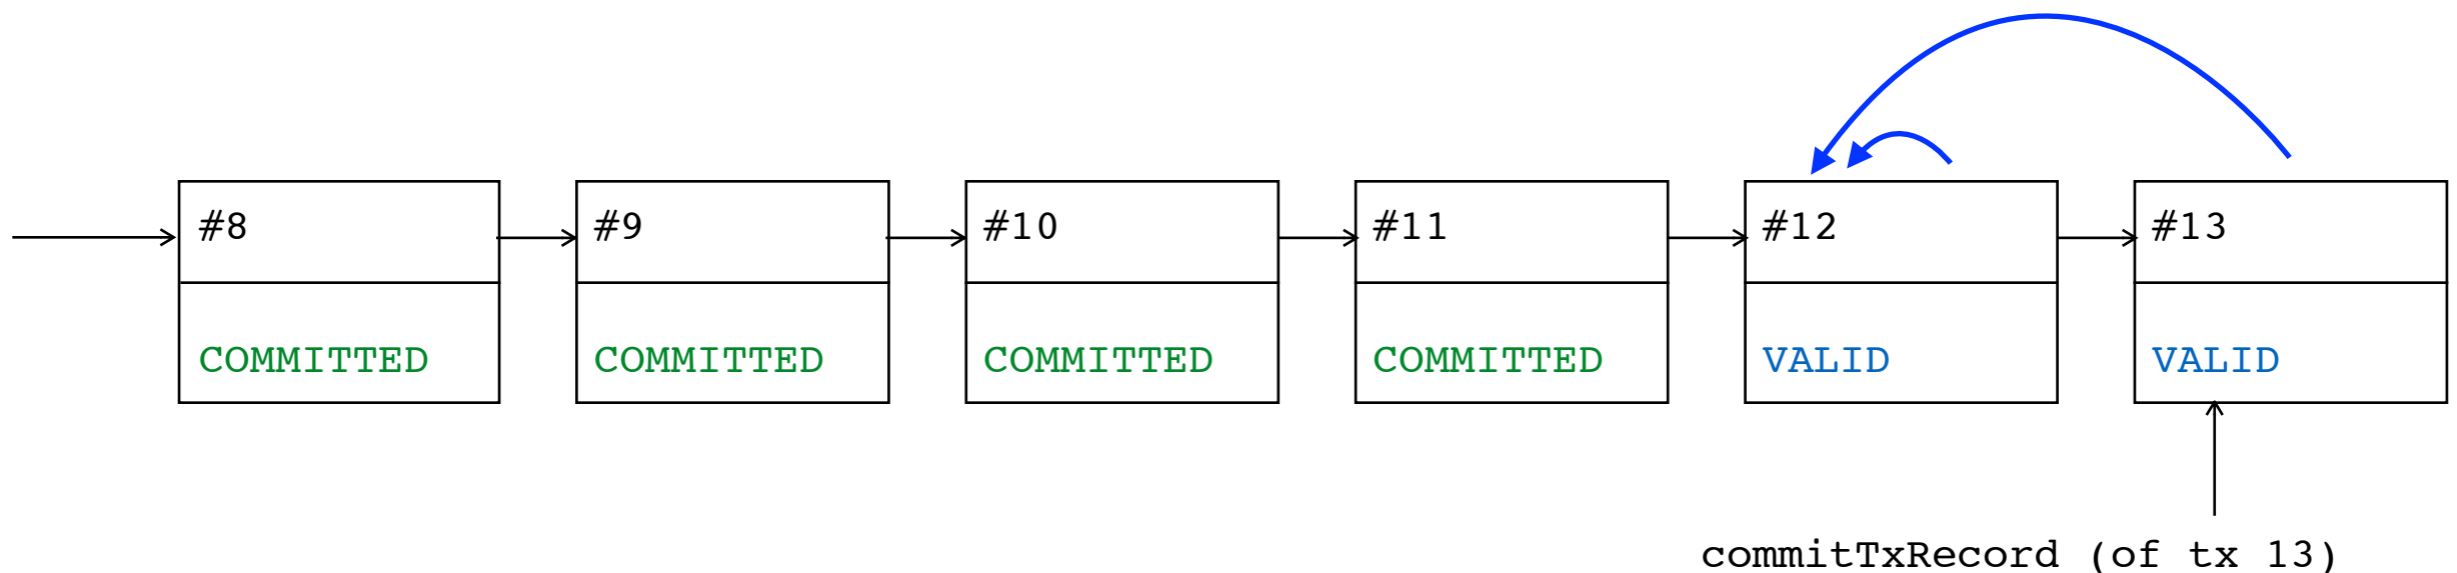 #8 #9 #10 #11 #12 #13
COMMITTED COMMITTED COMMITTED COMMITTED VALID VALID
commitTxRecord (of tx 13)